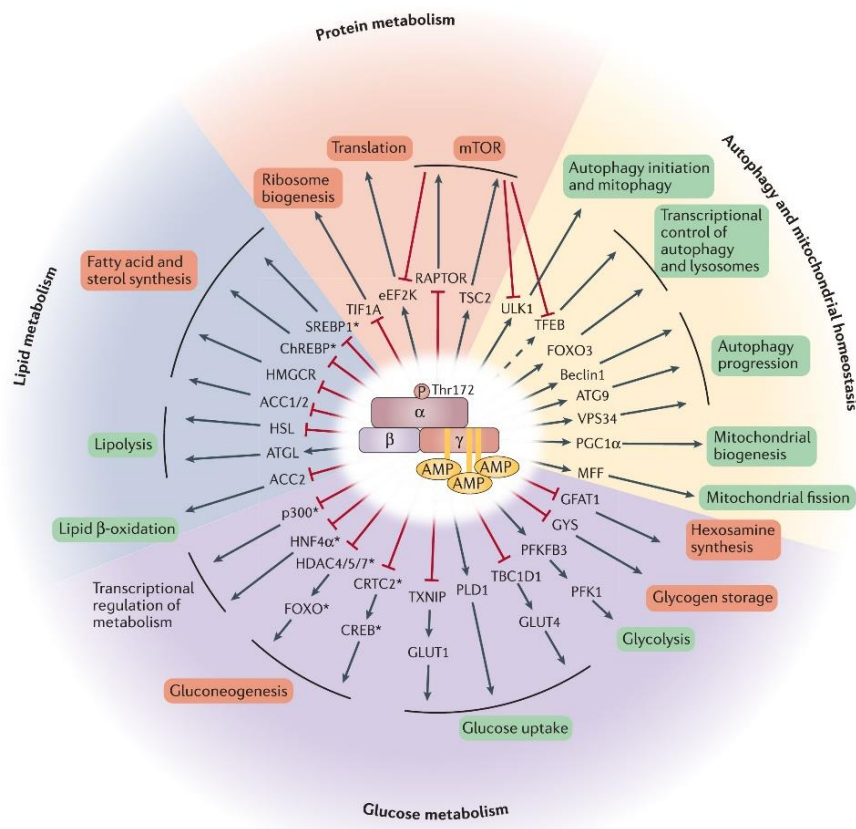 Protein metabolism
Translation
mTOR
Ribosome
biogenesis
Autophagy initiation
and mitophagy
Transcriptional
control of
autophagy
and lysosomes
Autophagy and mitochondrial homeostasis
Fatty acid and
sterol synthesis
Lipid metabolism
RAPTOR
eEF2K
TSC2
TIF1A
ULK1
SREBP1*
TFEB
ChREBP*
FOXO3
HMGCR
Beclin1
Autophagy
progression
ACC1/2
ATG9
HSL
VPS34
Lipolysis
ATGL
PGC1α
Mitochondrial
biogenesis
ACC2
MFF
Mitochondrial fission
P Thr172
α
β
γ
AMP
AMP
AMP
Lipid β-oxidation
p300*
GFAT1
Hexosamine
synthesis
HNF4α*
GYS
HDAC4/5/7*
PFKFB3
Transcriptional
regulation of
metabolism
CRTC2*
TXNIP
PLD1
TBC1D1
PFK1
Glycogen storage
FOXO*
GLUT4
Glycolysis
CREB*
GLUT1
Gluconeogenesis
Glucose uptake
Glucose metabolism